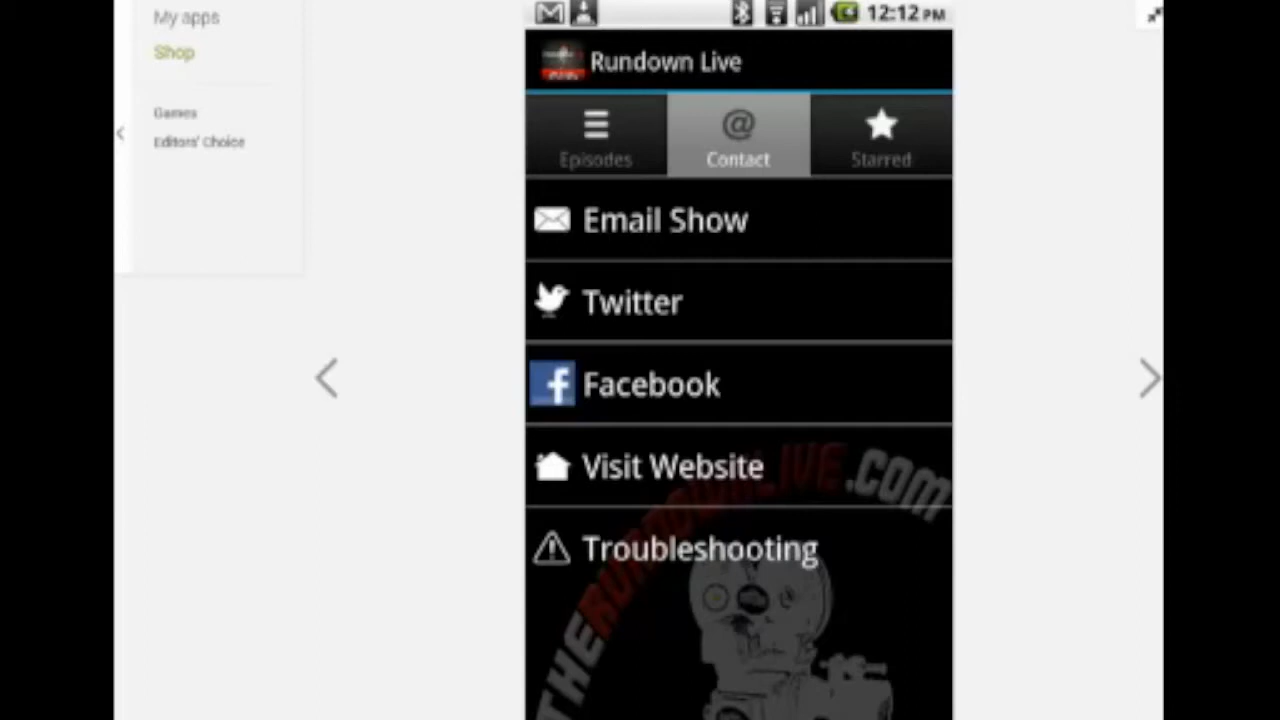 My apps
Shop
Games
Editors' Choice
12:12 PM
Rundown Live
Episodes
@
Contact
Starred
Email Show
Twitter
f
Facebook
Visit Website
Troubleshooting
THERUNDOWNLIVE.COM